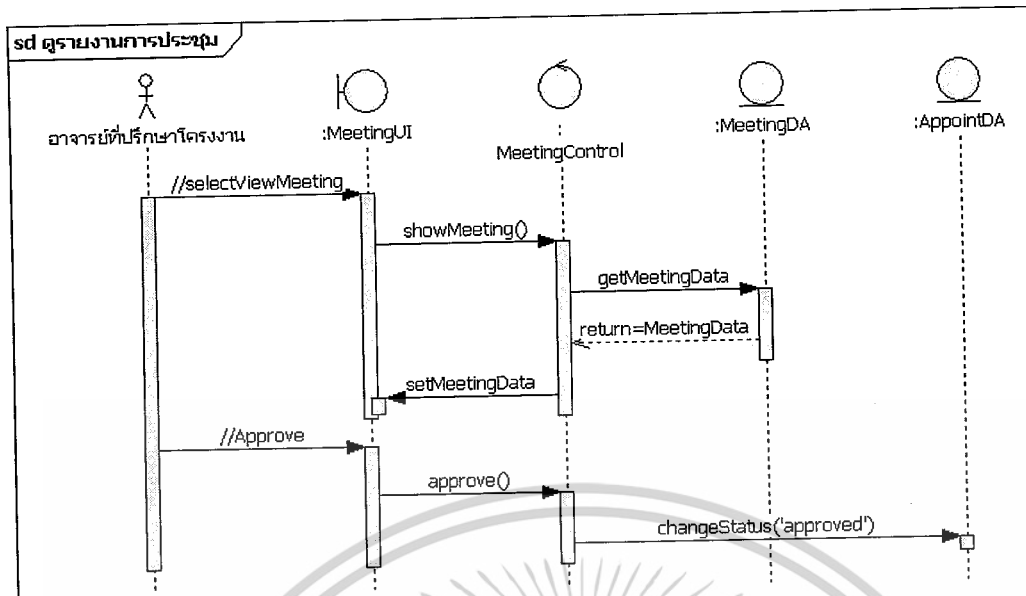 sd ดูรายงานการประชุม
อาจารย์ที่ปรึกษาโครงงาน
:MeetingUI
MeetingControl
:MeetingDA
:AppointDA
//selectViewMeeting
showMeeting()
getMeetingData
return=MeetingData
setMeetingData
//Approve
approve()
changeStatus('approved')